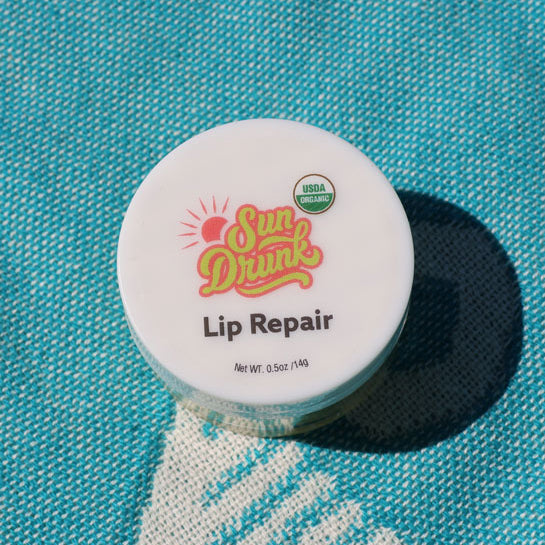 USDA
ORGANIC
Sun
Drunk
Lip Repair
Net WT. 0.5oz /14g